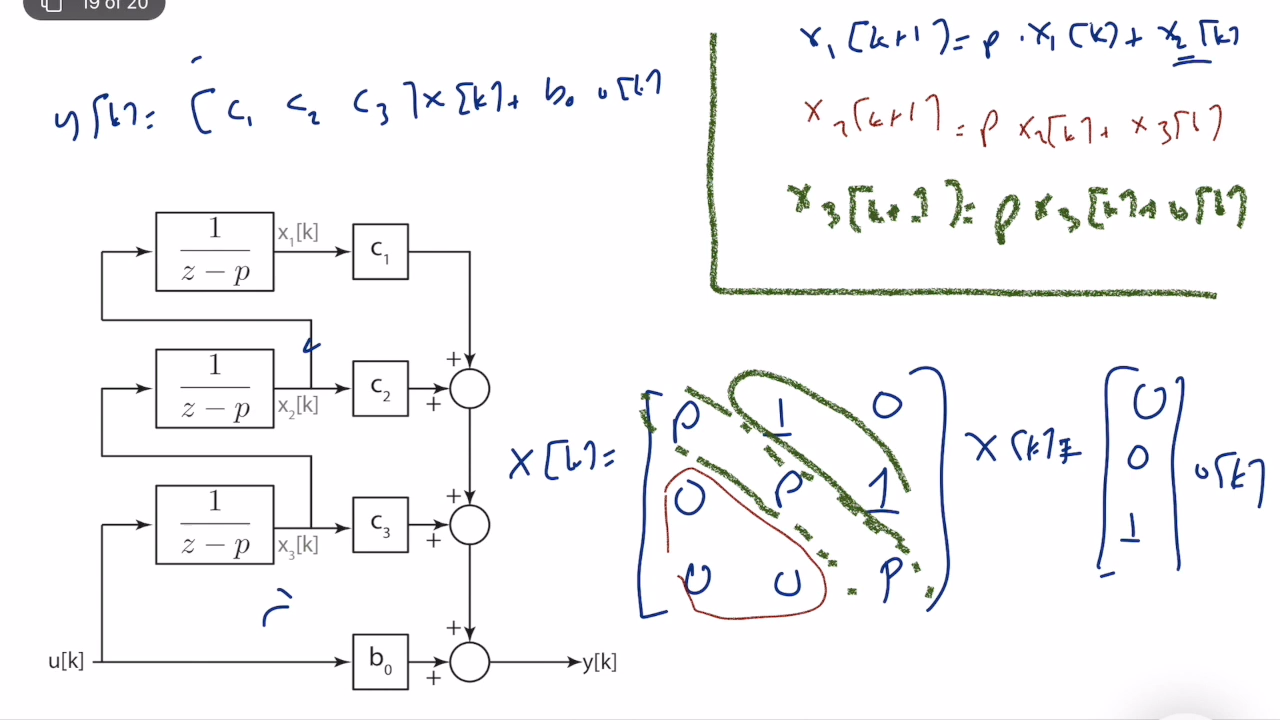 19 of 20
x₁[k+1] = p · x₁[k] + x₂[k]
y[k] = [ c₁ c₂ c₃ ] x[k] + b₀ u[k]
x₂[k+1] = p x₂[k] + x₃[k]
x₃[k+1] = p x₃[k] + u[k]
1 / (z − p) x₁[k] c₁
+
1 / (z − p) x₂[k] c₂ +
x[k] = [ p 1 0
0 p 1
0 0 p ] x[k] + [ 0
0
1 ] u[k]
+
1 / (z − p) x₃[k] c₃ +
+
u[k] b₀ + y[k]